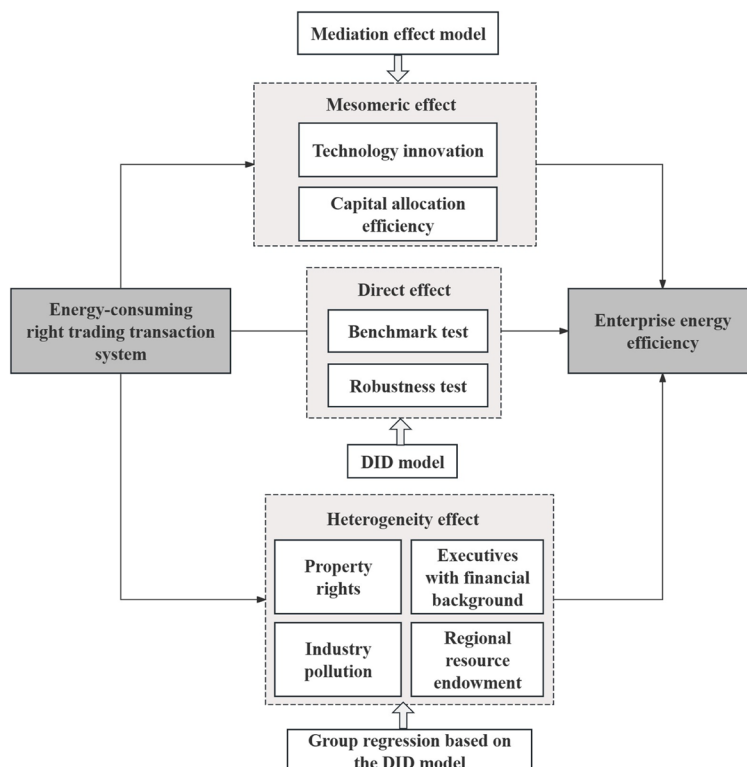 Mediation effect model
Mesomeric effect
Technology innovation
Capital allocation
efficiency
Energy-consuming
right trading transaction
system
Direct effect
Benchmark test
Robustness test
Enterprise energy
efficiency
DID model
Heterogeneity effect
Property
rights
Executives
with financial
background
Industry
pollution
Regional
resource
endowment
Group regression based on
the DID model